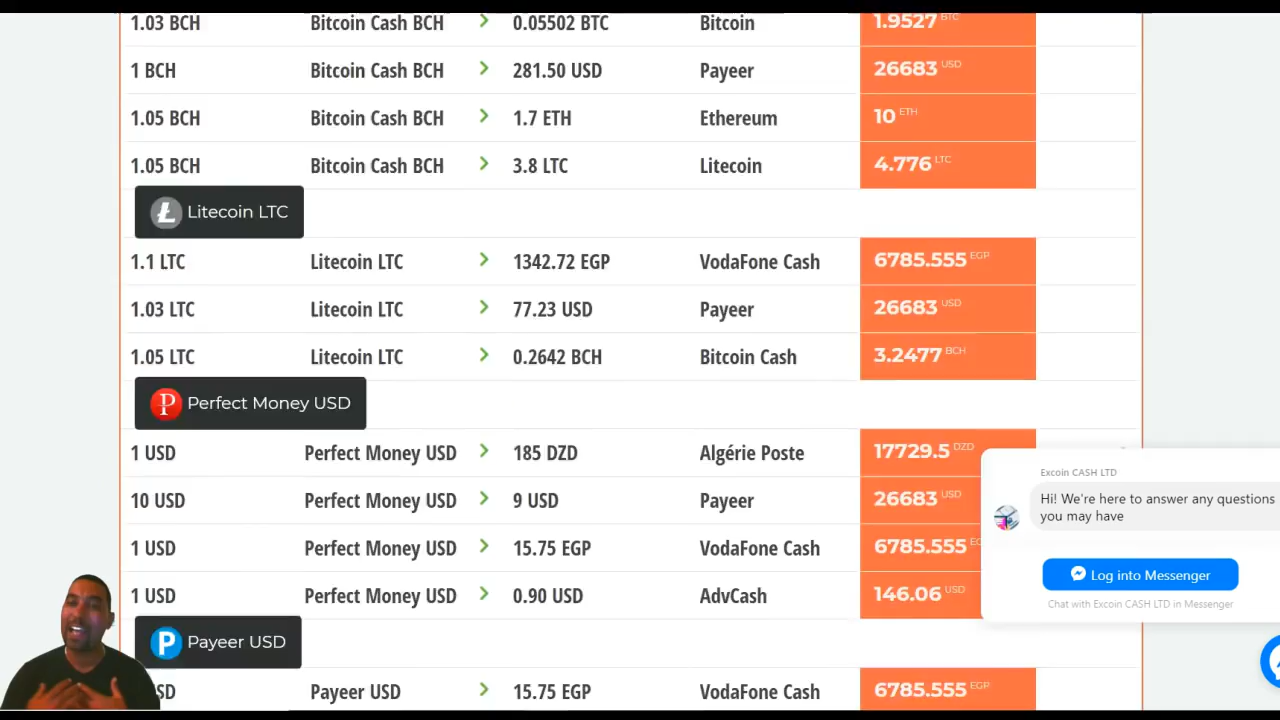 1.03 BCH Bitcoin Cash BCH 0.05502 BTC Bitcoin 1.9527 BTC
1 BCH Bitcoin Cash BCH 281.50 USD Payeer 26683 USD
1.05 BCH Bitcoin Cash BCH 1.7 ETH Ethereum 10 ETH
1.05 BCH Bitcoin Cash BCH 3.8 LTC Litecoin 4.776 LTC
Litecoin LTC
1.1 LTC Litecoin LTC 1342.72 EGP VodaFone Cash 6785.555 EGP
1.03 LTC Litecoin LTC 77.23 USD Payeer 26683 USD
1.05 LTC Litecoin LTC 0.2642 BCH Bitcoin Cash 3.2477 BCH
Perfect Money USD
1 USD Perfect Money USD 185 DZD Algérie Poste 17729.5 DZD
10 USD Perfect Money USD 9 USD Payeer 26683 USD
1 USD Perfect Money USD 15.75 EGP VodaFone Cash 6785.555
1 USD Perfect Money USD 0.90 USD AdvCash 146.06 USD
Excoin CASH LTD
Hi! We're here to answer any questions
you may have
Log into Messenger
Chat with Excoin CASH LTD in Messenger
Payeer USD
Payeer USD 15.75 EGP VodaFone Cash 6785.555 EGP